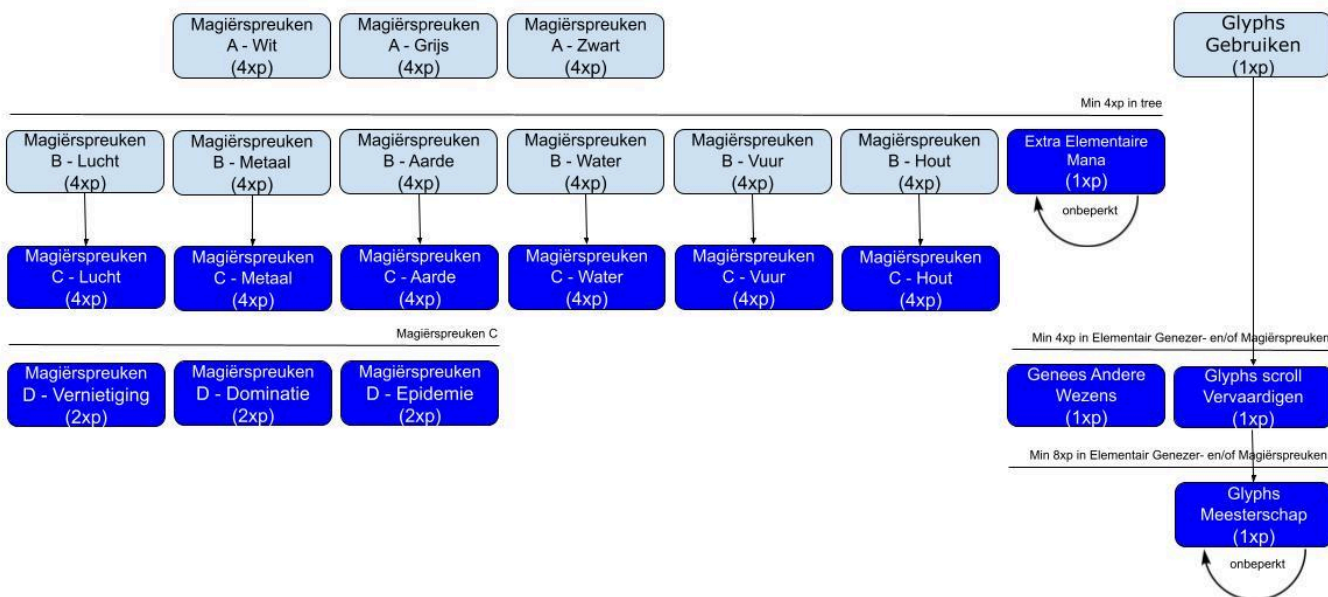 Magiërspreuken
A - Wit
(4xp)
Magiërspreuken
A - Grijs
(4xp)
Magiërspreuken
A - Zwart
(4xp)
Glyphs
Gebruiken
(1xp)
Min 4xp in tree
Magiërspreuken
B - Lucht
(4xp)
Magiërspreuken
B - Metaal
(4xp)
Magiërspreuken
B - Aarde
(4xp)
Magiërspreuken
B - Water
(4xp)
Magiërspreuken
B - Vuur
(4xp)
Magiërspreuken
B - Hout
(4xp)
Extra Elementaire
Mana
(1xp)
onbeperkt
Magiërspreuken
C - Lucht
(4xp)
Magiërspreuken
C - Metaal
(4xp)
Magiërspreuken
C - Aarde
(4xp)
Magiërspreuken
C - Water
(4xp)
Magiërspreuken
C - Vuur
(4xp)
Magiërspreuken
C - Hout
(4xp)
Magiërspreuken C
Min 4xp in Elementair Genezer- en/of Magiërspreuken
Magiërspreuken
D - Vernietiging
(2xp)
Magiërspreuken
D - Dominatie
(2xp)
Magiërspreuken
D - Epidemie
(2xp)
Genees Andere
Wezens
(1xp)
Glyphs scroll
Vervaardigen
(1xp)
Min 8xp in Elementair Genezer- en/of Magiërspreuken
Glyphs
Meesterschap
(1xp)
onbeperkt